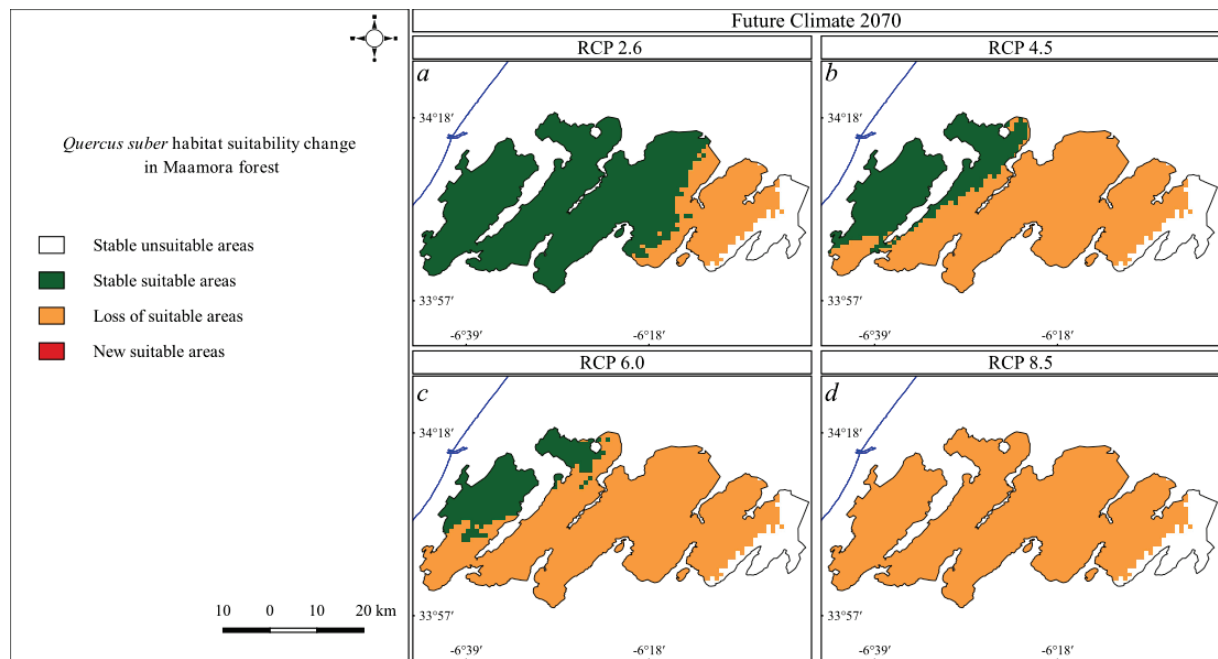 Quercus suber habitat suitability change
in Maamora forest
Stable unsuitable areas
Stable suitable areas
Loss of suitable areas
New suitable areas
10 0 10 20 km
Future Climate 2070
RCP 2.6
RCP 4.5
a
b
34°18′
34°18′
33°57′
33°57′
-6°39′
-6°18′
-6°39′
-6°18′
RCP 6.0
RCP 8.5
c
d
34°18′
34°18′
33°57′
33°57′
-6°39′
-6°18′
-6°39′
-6°18′